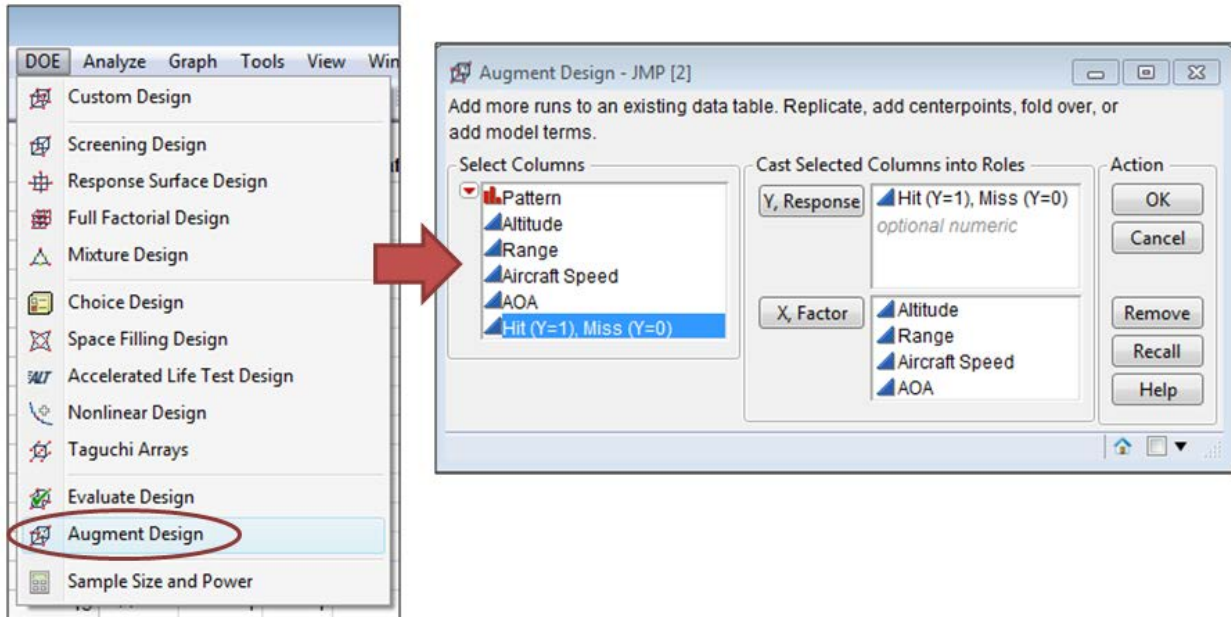 DOE Analyze Graph Tools View Win
Custom Design
Screening Design
Response Surface Design
Full Factorial Design
Mixture Design
Choice Design
Space Filling Design
ALT Accelerated Life Test Design
Nonlinear Design
Taguchi Arrays
Evaluate Design
Augment Design
Sample Size and Power
Augment Design - JMP [2]
Add more runs to an existing data table. Replicate, add centerpoints, fold over, or
add model terms.
Select Columns
Pattern
Altitude
Range
Aircraft Speed
AOA
Hit (Y=1), Miss (Y=0)
Cast Selected Columns into Roles
Y, Response
Hit (Y=1), Miss (Y=0)
optional numeric
X, Factor
Altitude
Range
Aircraft Speed
AOA
Action
OK
Cancel
Remove
Recall
Help